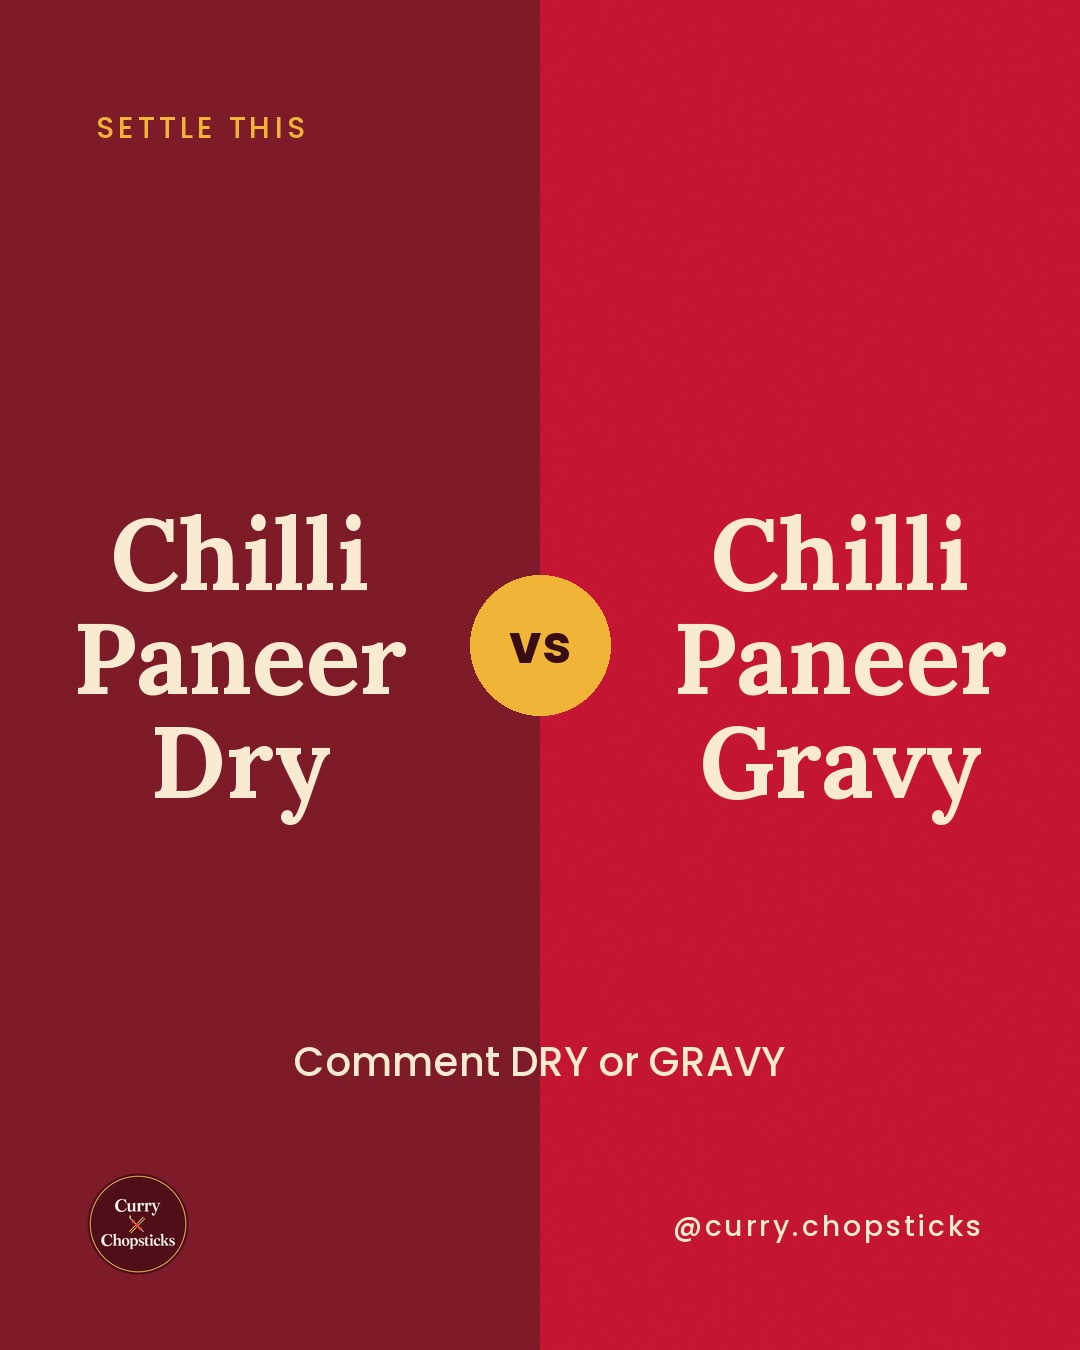 SETTLE THIS
Chilli
Paneer
Dry
vs
Chilli
Paneer
Gravy
Comment DRY or GRAVY
Curry
Chopsticks
@curry.chopsticks